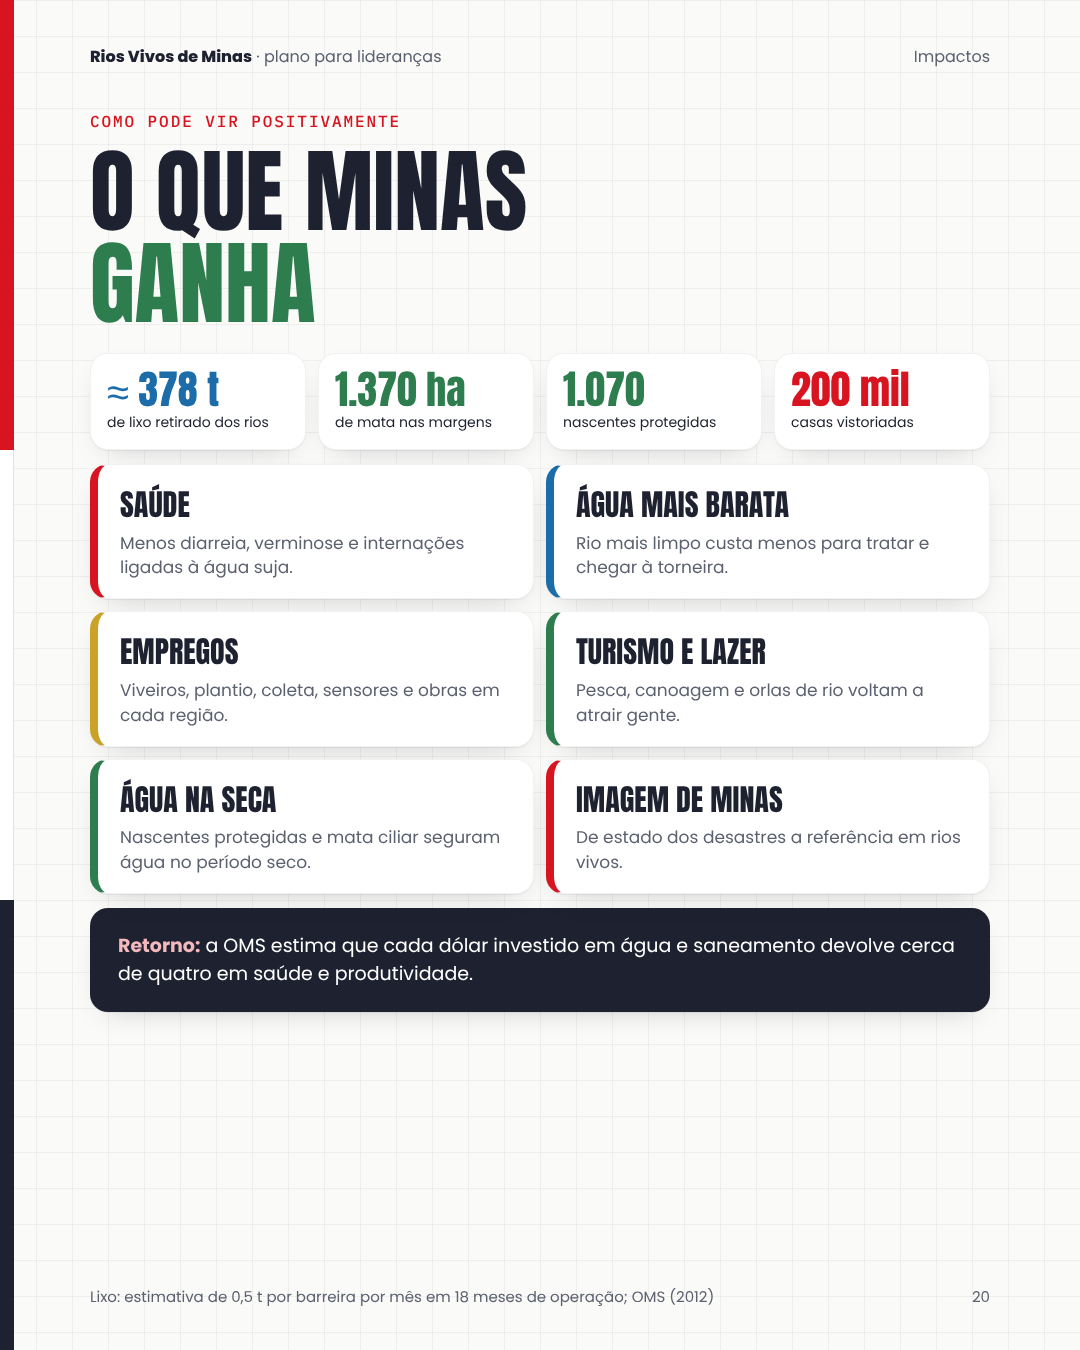 Rios Vivos de Minas · plano para lideranças
Impactos
COMO PODE VIR POSITIVAMENTE
O QUE MINAS
GANHA
≈ 378 t
de lixo retirado dos rios
1.370 ha
de mata nas margens
1.070
nascentes protegidas
200 mil
casas vistoriadas
SAÚDE
Menos diarreia, verminose e internações
ligadas à água suja.
ÁGUA MAIS BARATA
Rio mais limpo custa menos para tratar e
chegar à torneira.
EMPREGOS
Viveiros, plantio, coleta, sensores e obras em
cada região.
TURISMO E LAZER
Pesca, canoagem e orlas de rio voltam a
atrair gente.
ÁGUA NA SECA
Nascentes protegidas e mata ciliar seguram
água no período seco.
IMAGEM DE MINAS
De estado dos desastres a referência em rios
vivos.
Retorno: a OMS estima que cada dólar investido em água e saneamento devolve cerca
de quatro em saúde e produtividade.
Lixo: estimativa de 0,5 t por barreira por mês em 18 meses de operação; OMS (2012)
20